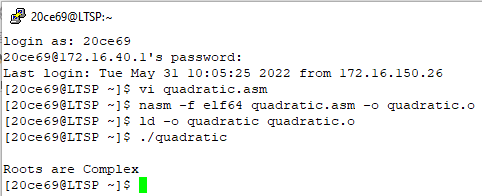 20ce69@LTSP:~
login as: 20ce69
20ce69@172.16.40.1's password:
Last login: Tue May 31 10:05:25 2022 from 172.16.150.26
[20ce69@LTSP ~]$ vi quadratic.asm
[20ce69@LTSP ~]$ nasm -f elf64 quadratic.asm -o quadratic.o
[20ce69@LTSP ~]$ ld -o quadratic quadratic.o
[20ce69@LTSP ~]$ ./quadratic
Roots are Complex
[20ce69@LTSP ~]$